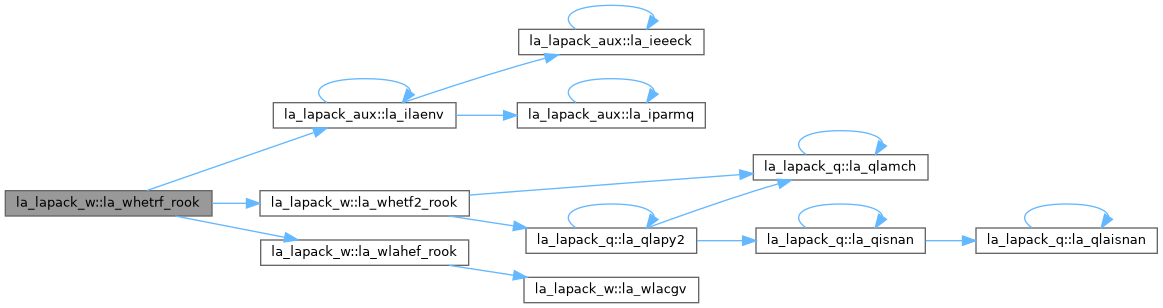 la_lapack_aux::la_ieeeck
la_lapack_aux::la_ilaenv
la_lapack_aux::la_iparmq
la_lapack_q::la_qlamch
la_lapack_w::la_whetrf_rook
la_lapack_w::la_whetf2_rook
la_lapack_q::la_qlapy2
la_lapack_q::la_qisnan
la_lapack_q::la_qlaisnan
la_lapack_w::la_wlahef_rook
la_lapack_w::la_wlacgv